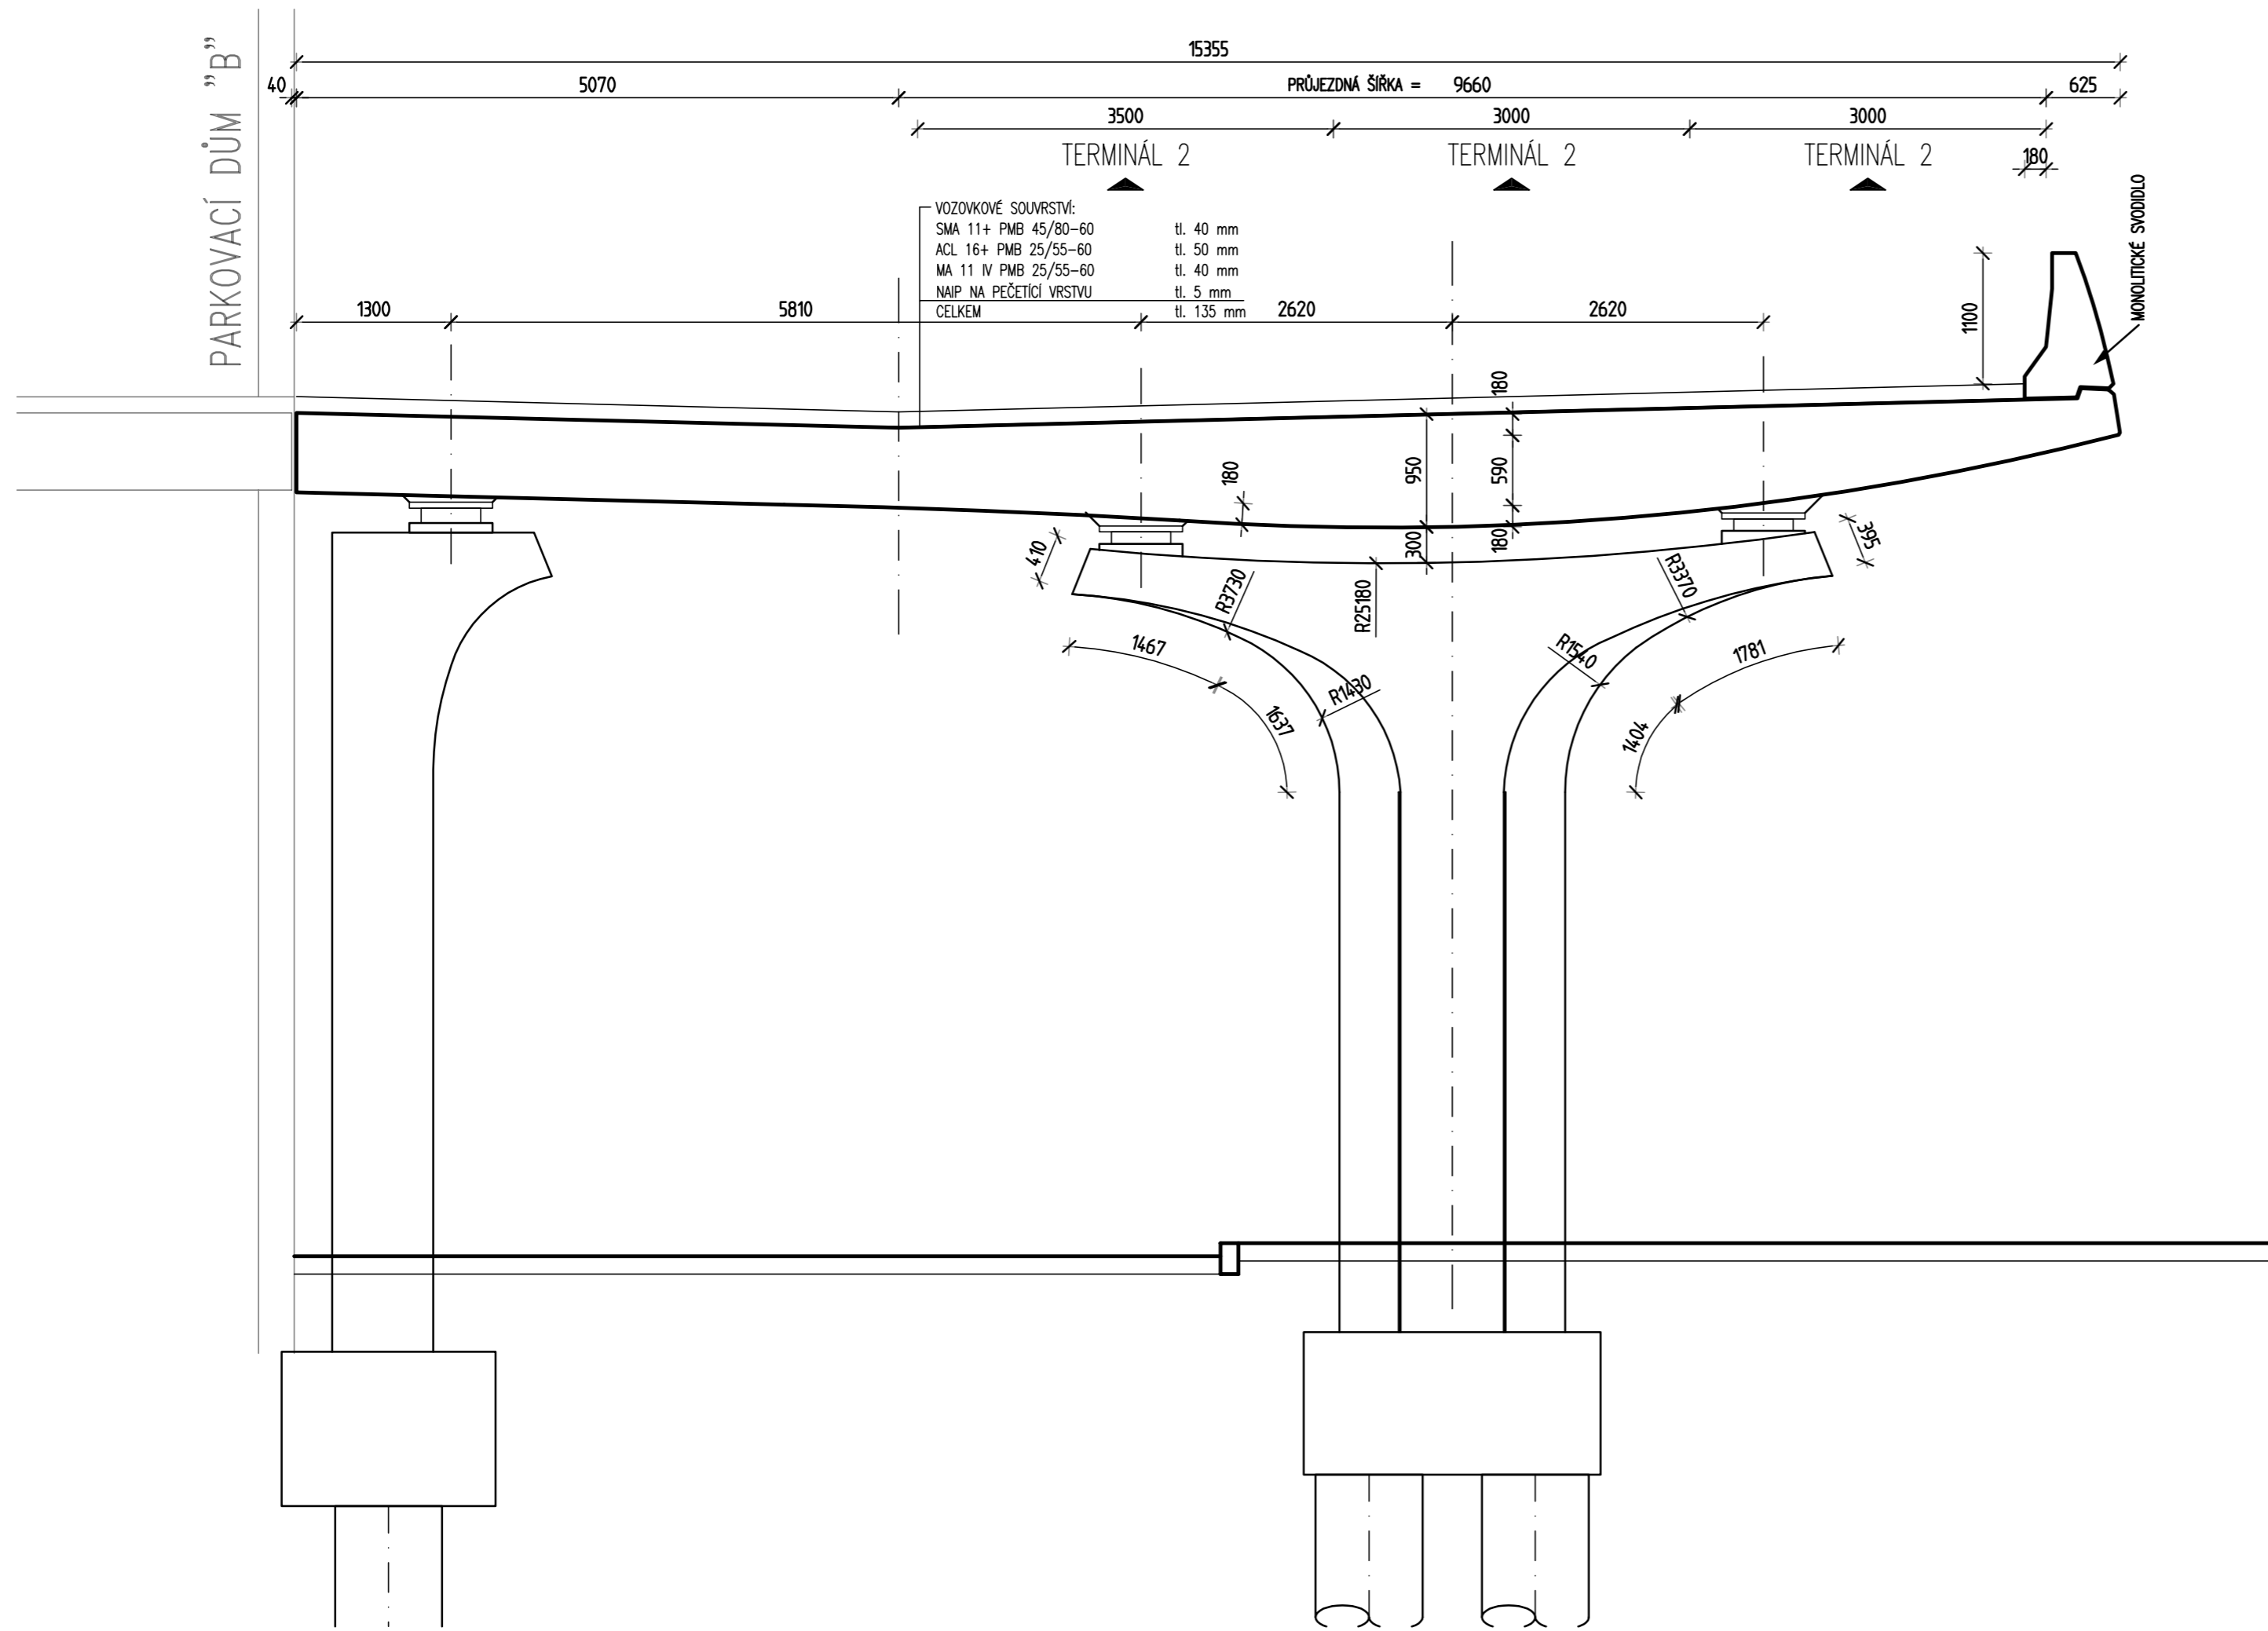 PARKOVACÍ DŮM "B"
15355
40
5070
PRŮJEZDNÁ ŠÍŘKA = 9660
625
3500
3000
3000
TERMINÁL 2
TERMINÁL 2
TERMINÁL 2
180
MONOLITICKÉ SVODIDLO
VOZOVKOVÉ SOUVRSTVÍ:
SMA 11+ PMB 45/80-60 tl. 40 mm
ACL 16+ PMB 25/55-60 tl. 50 mm
MA 11 IV PMB 25/55-60 tl. 40 mm
NAIP NA PEČETÍCÍ VRSTVU tl. 5 mm
CELKEM tl. 135 mm
1300
5810
2620
2620
1100
180
950
590
180
300
180
410
395
R3730
R25180
R3370
R1540
R1430
1467
1637
1781
1404